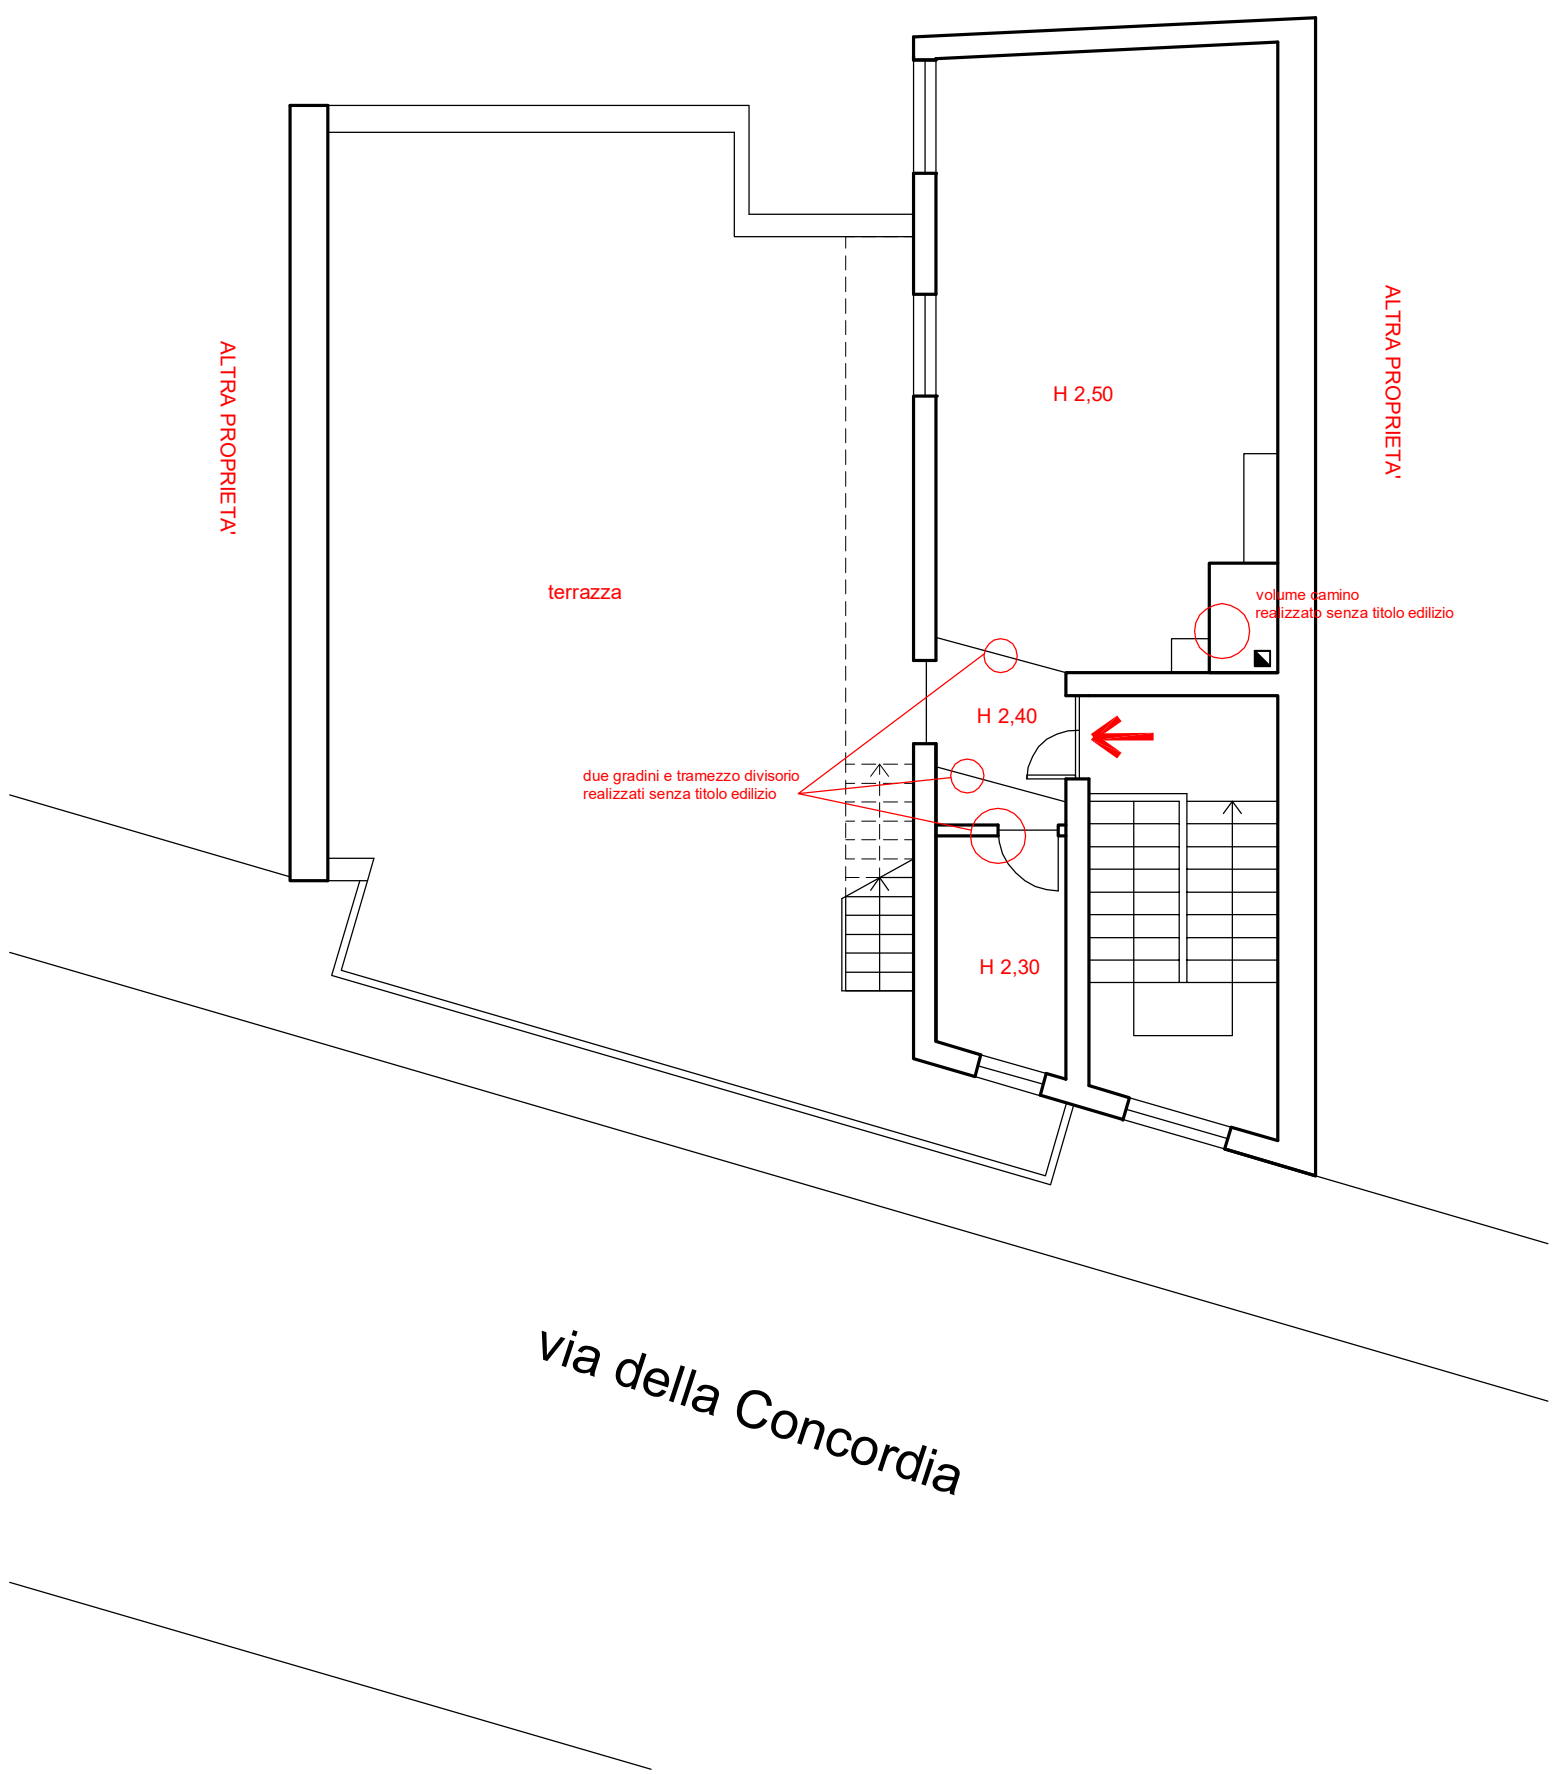 ALTRA PROPRIETA'
ALTRA PROPRIETA'
H 2,50
terrazza
volume camino
realizzato senza titolo edilizio
H 2,40
due gradini e tramezzo divisorio
realizzati senza titolo edilizio
H 2,30
via della Concordia